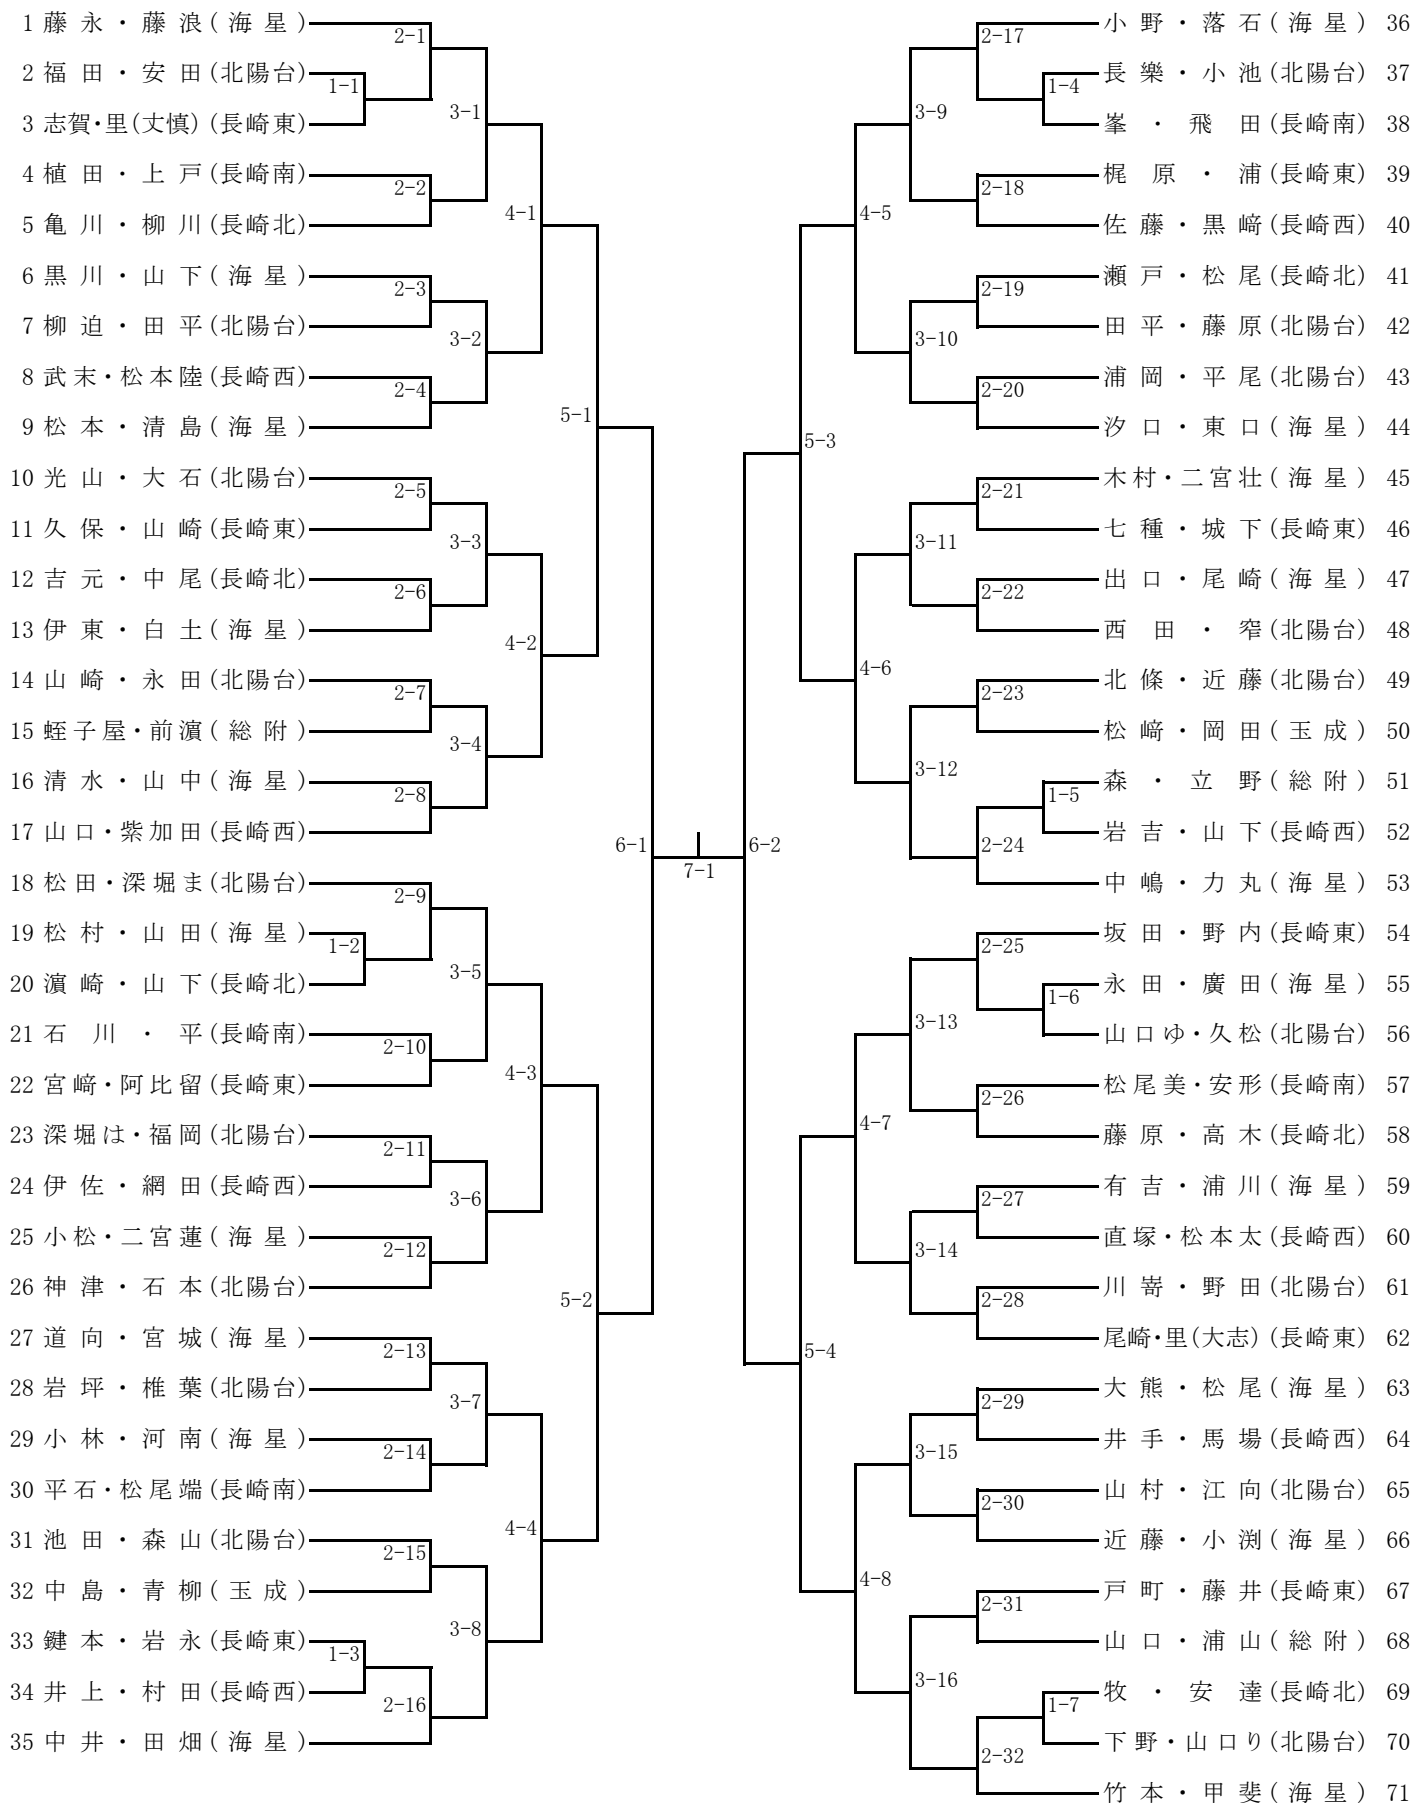 1 藤永・藤浪(海星)
2-1
2 福田・安田(北陽台)
1-1
3 志賀・里(丈慎)(長崎東)
3-1
4 植田・上戸(長崎南)
2-2
5 亀川・柳川(長崎北)
4-1
6 黒川・山下(海星)
2-3
7 柳迫・田平(北陽台)
3-2
8 武末・松本陸(長崎西)
2-4
9 松本・清島(海星)
5-1
10 光山・大石(北陽台)
2-5
11 久保・山崎(長崎東)
3-3
12 吉元・中尾(長崎北)
2-6
13 伊東・白土(海星)
4-2
14 山崎・永田(北陽台)
2-7
15 蛭子屋・前濵(総附)
3-4
16 清水・山中(海星)
2-8
17 山口・紫加田(長崎西)
6-1
7-1
18 松田・深堀ま(北陽台)
2-9
19 松村・山田(海星)
1-2
20 濵崎・山下(長崎北)
3-5
21 石川・平(長崎南)
2-10
22 宮﨑・阿比留(長崎東)
4-3
23 深堀は・福岡(北陽台)
2-11
24 伊佐・網田(長崎西)
3-6
25 小松・二宮蓮(海星)
2-12
26 神津・石本(北陽台)
5-2
27 道向・宮城(海星)
2-13
28 岩坪・椎葉(北陽台)
3-7
29 小林・河南(海星)
2-14
30 平石・松尾端(長崎南)
4-4
31 池田・森山(北陽台)
2-15
32 中島・青柳(玉成)
3-8
33 鍵本・岩永(長崎東)
1-3
34 井上・村田(長崎西)
2-16
35 中井・田畑(海星)
小野・落石(海星) 36
2-17
長樂・小池(北陽台) 37
1-4
峯・飛田(長崎南) 38
3-9
梶原・浦(長崎東) 39
2-18
佐藤・黒﨑(長崎西) 40
4-5
瀬戸・松尾(長崎北) 41
2-19
田平・藤原(北陽台) 42
3-10
浦岡・平尾(北陽台) 43
2-20
汐口・東口(海星) 44
5-3
木村・二宮壮(海星) 45
2-21
七種・城下(長崎東) 46
3-11
出口・尾崎(海星) 47
2-22
西田・窄(北陽台) 48
4-6
北條・近藤(北陽台) 49
2-23
松﨑・岡田(玉成) 50
3-12
森・立野(総附) 51
1-5
岩吉・山下(長崎西) 52
2-24
中嶋・力丸(海星) 53
6-2
坂田・野内(長崎東) 54
2-25
永田・廣田(海星) 55
1-6
山口ゆ・久松(北陽台) 56
3-13
松尾美・安形(長崎南) 57
2-26
藤原・高木(長崎北) 58
4-7
有吉・浦川(海星) 59
2-27
直塚・松本太(長崎西) 60
3-14
川嵜・野田(北陽台) 61
2-28
尾崎・里(大志)(長崎東) 62
5-4
大熊・松尾(海星) 63
2-29
井手・馬場(長崎西) 64
3-15
山村・江向(北陽台) 65
2-30
近藤・小渕(海星) 66
4-8
戸町・藤井(長崎東) 67
2-31
山口・浦山(総附) 68
3-16
牧・安達(長崎北) 69
1-7
下野・山口り(北陽台) 70
2-32
竹本・甲斐(海星) 71